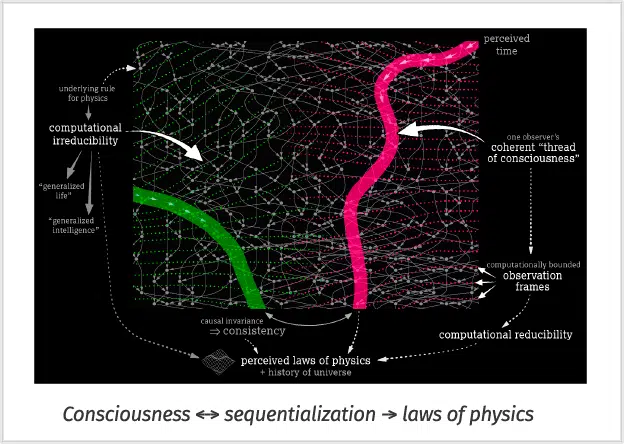 perceived
time
underlying rule
for physics
computational
irreducibility
"generalized
life"
"generalized
intelligence"
one observer's
coherent "thread
of consciousness"
computationally bounded
observation
frames
computational reducibility
causal invariance
⇒ consistency
perceived laws of physics
+ history of universe
Consciousness ↔ sequentialization → laws of physics